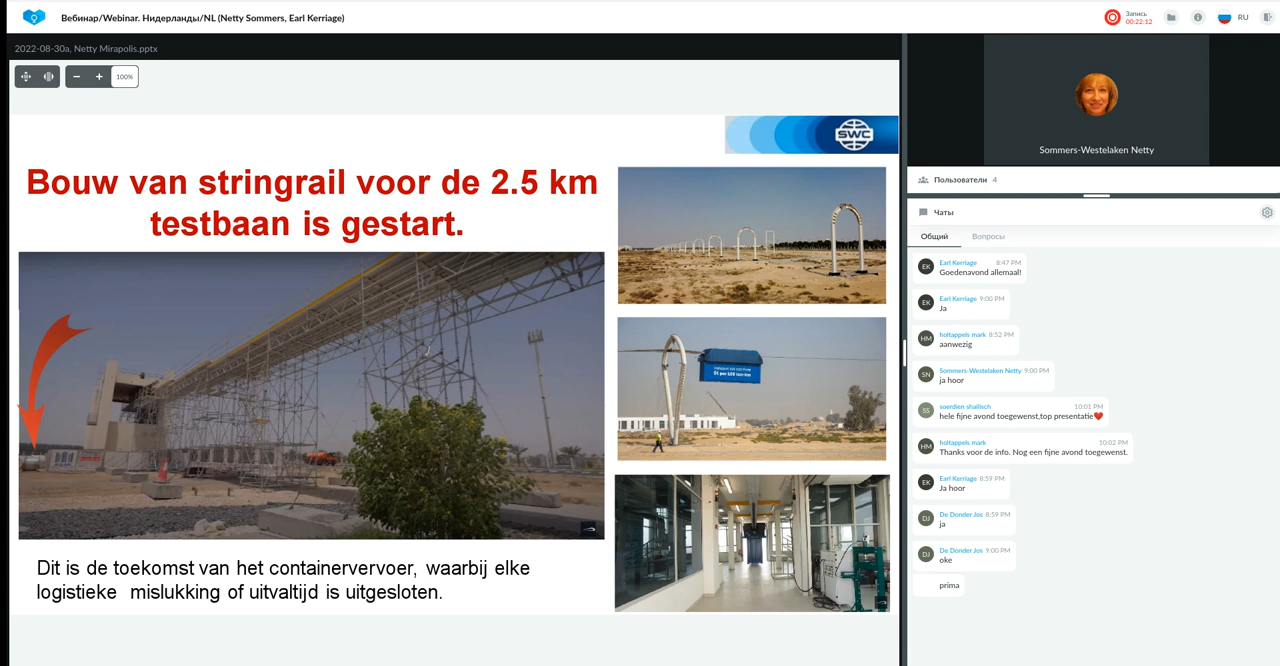 Вебинар/Webinar. Нидерланды/NL (Netty Sommers, Earl Kerriage)
Запись
00:22:12
RU
2022-08-30a, Netty Mirapolis.pptx
100%
SWC
Bouw van stringrail voor de 2.5 km
testbaan is gestart.
$1 per 100 ton-km
Dit is de toekomst van het containervervoer, waarbij elke
logistieke mislukking of uitvaltijd is uitgesloten.
Sommers-Westelaken Netty
Пользователи 4
Чаты
Общий Вопросы
EK Earl Kerriage 8:47 PM
Goedenavond allemaal!
EK Earl Kerriage 9:00 PM
Ja
HM holtappels mark 8:52 PM
aanwezig
SN Sommers-Westelaken Netty 9:00 PM
ja hoor
SS soerdien shallisch 10:01 PM
hele fijne avond toegewenst,top presentatie❤️
HM holtappels mark 10:02 PM
Thanks voor de info. Nog een fijne avond toegewenst.
EK Earl Kerriage 8:59 PM
Ja hoor
DJ De Donder Jos 8:59 PM
ja
DJ De Donder Jos 9:00 PM
oke
prima